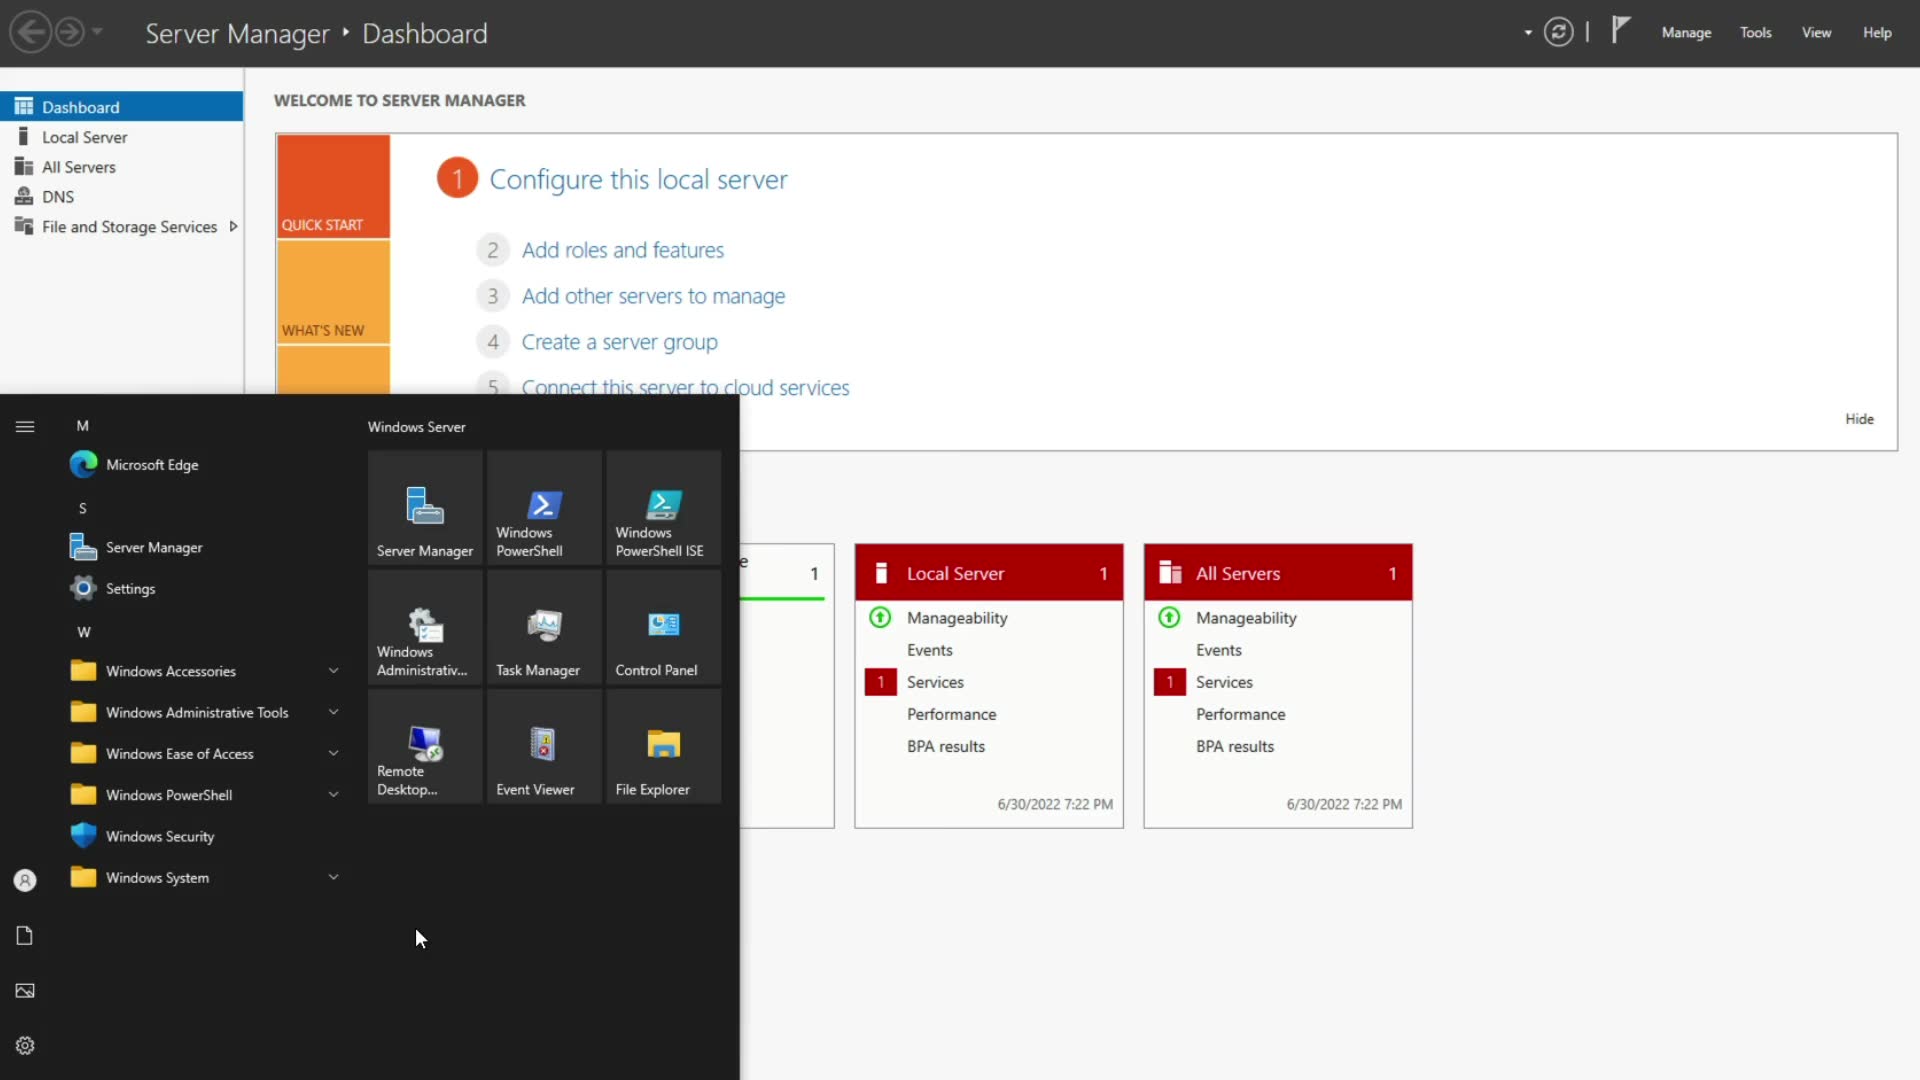 Server Manager ‣ Dashboard
Manage
Tools
View
Help
Dashboard
Local Server
All Servers
DNS
File and Storage Services
WELCOME TO SERVER MANAGER
QUICK START
WHAT'S NEW
1 Configure this local server
2 Add roles and features
3 Add other servers to manage
4 Create a server group
5 Connect this server to cloud services
Hide
M
Microsoft Edge
S
Server Manager
Settings
W
Windows Accessories
Windows Administrative Tools
Windows Ease of Access
Windows PowerShell
Windows Security
Windows System
Windows Server
Server Manager
Windows
PowerShell
Windows
PowerShell ISE
Windows
Administrativ...
Task Manager
Control Panel
Remote
Desktop...
Event Viewer
File Explorer
e 1
Local Server 1
Manageability
Events
1 Services
Performance
BPA results
6/30/2022 7:22 PM
All Servers 1
Manageability
Events
1 Services
Performance
BPA results
6/30/2022 7:22 PM